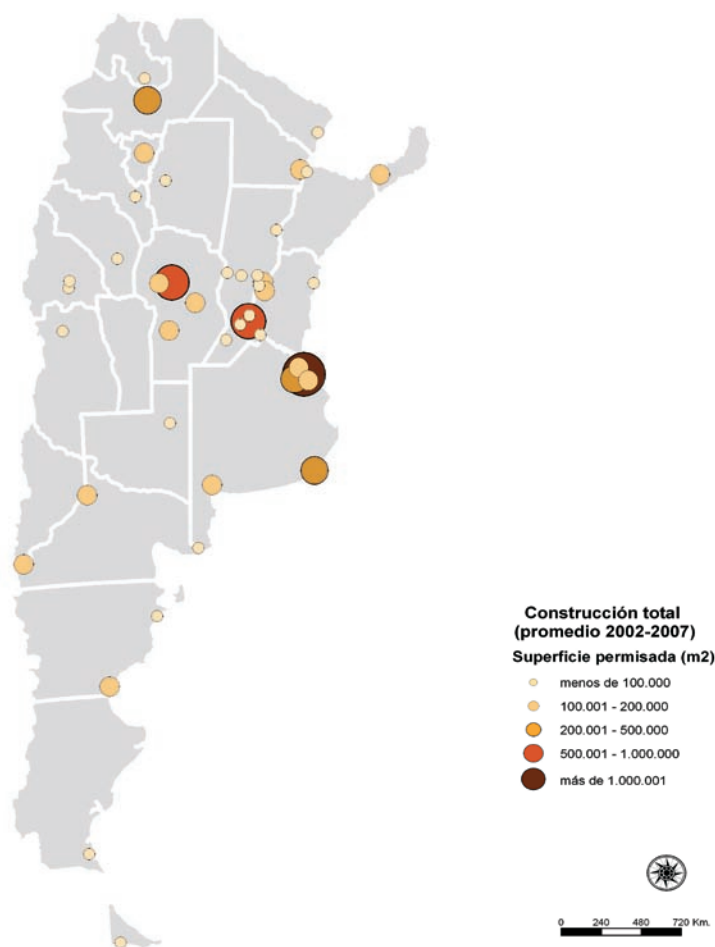 Construcción total
(promedio 2002-2007)
Superficie permisada (m2)
menos de 100.000
100.001 - 200.000
200.001 - 500.000
500.001 - 1.000.000
más de 1.000.001
0 240 480 720 Km.